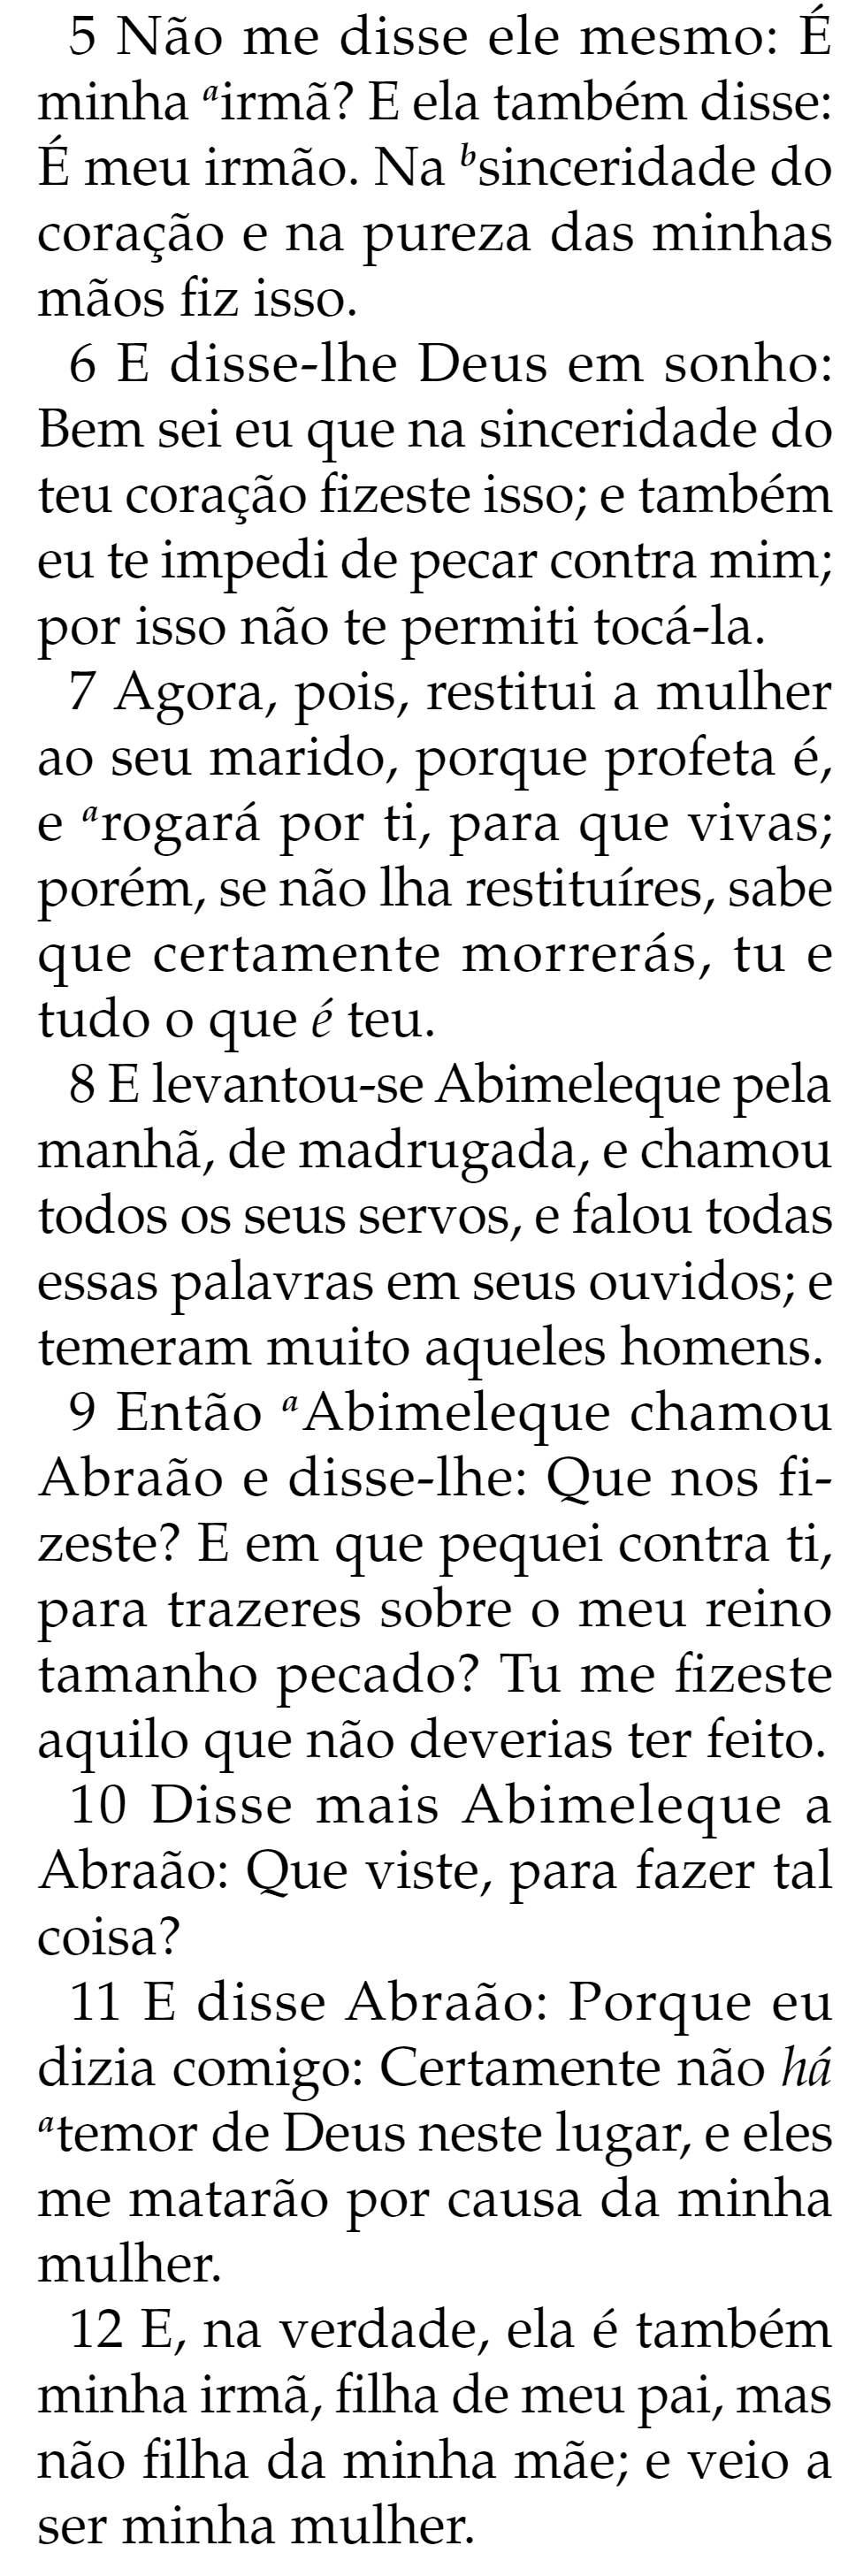 5 Não me disse ele mesmo: É
minha ᵃirmã? E ela também disse:
É meu irmão. Na ᵇsinceridade do
coração e na pureza das minhas
mãos fiz isso.
6 E disse-lhe Deus em sonho:
Bem sei eu que na sinceridade do
teu coração fizeste isso; e também
eu te impedi de pecar contra mim;
por isso não te permiti tocá-la.
7 Agora, pois, restitui a mulher
ao seu marido, porque profeta é,
e ᵃrogará por ti, para que vivas;
porém, se não lha restituíres, sabe
que certamente morrerás, tu e
tudo o que é teu.
8 E levantou-se Abimeleque pela
manhã, de madrugada, e chamou
todos os seus servos, e falou todas
essas palavras em seus ouvidos; e
temeram muito aqueles homens.
9 Então ᵃAbimeleque chamou
Abraão e disse-lhe: Que nos fi-
zeste? E em que pequei contra ti,
para trazeres sobre o meu reino
tamanho pecado? Tu me fizeste
aquilo que não deverias ter feito.
10 Disse mais Abimeleque a
Abraão: Que viste, para fazer tal
coisa?
11 E disse Abraão: Porque eu
dizia comigo: Certamente não há
ᵃtemor de Deus neste lugar, e eles
me matarão por causa da minha
mulher.
12 E, na verdade, ela é também
minha irmã, filha de meu pai, mas
não filha da minha mãe; e veio a
ser minha mulher.